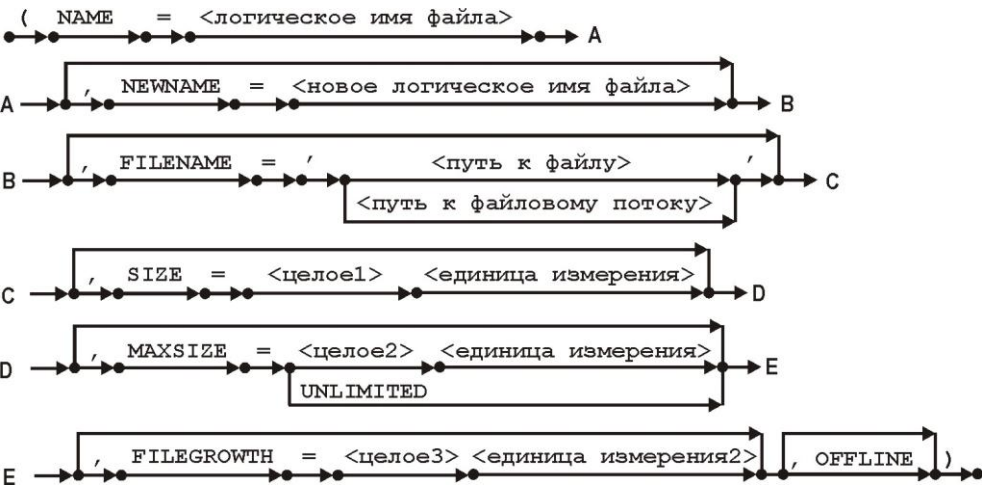 ( NAME = <логическое имя файла> A
A , NEWNAME = <новое логическое имя файла> B
B , FILENAME = ' <путь к файлу> ' C
<путь к файловому потоку>
C , SIZE = <целое1> <единица измерения> D
D , MAXSIZE = <целое2> <единица измерения> E
UNLIMITED
E , FILEGROWTH = <целое3> <единица измерения2> , OFFLINE )